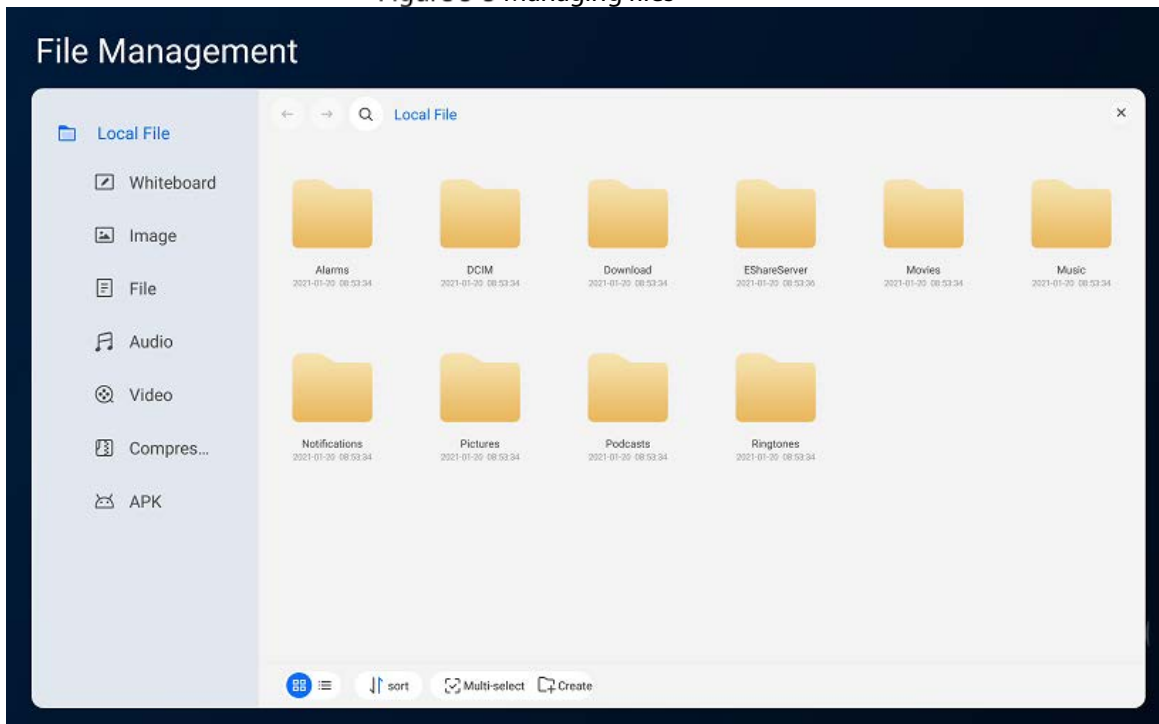 managing files
File Management
Local File
Whiteboard
Image
File
Audio
Video
Compres...
APK
Local File
Alarms
2021-01-20 08:53:34
DCIM
2021-01-20 08:53:34
Download
2021-01-20 08:53:34
EShareServer
2021-01-20 08:53:36
Movies
2021-01-20 08:53:34
Music
2021-01-20 08:53:34
Notifications
2021-01-20 08:53:34
Pictures
2021-01-20 08:53:34
Podcasts
2021-01-20 08:53:34
Ringtones
2021-01-20 08:53:34
sort
Multi-select
Create